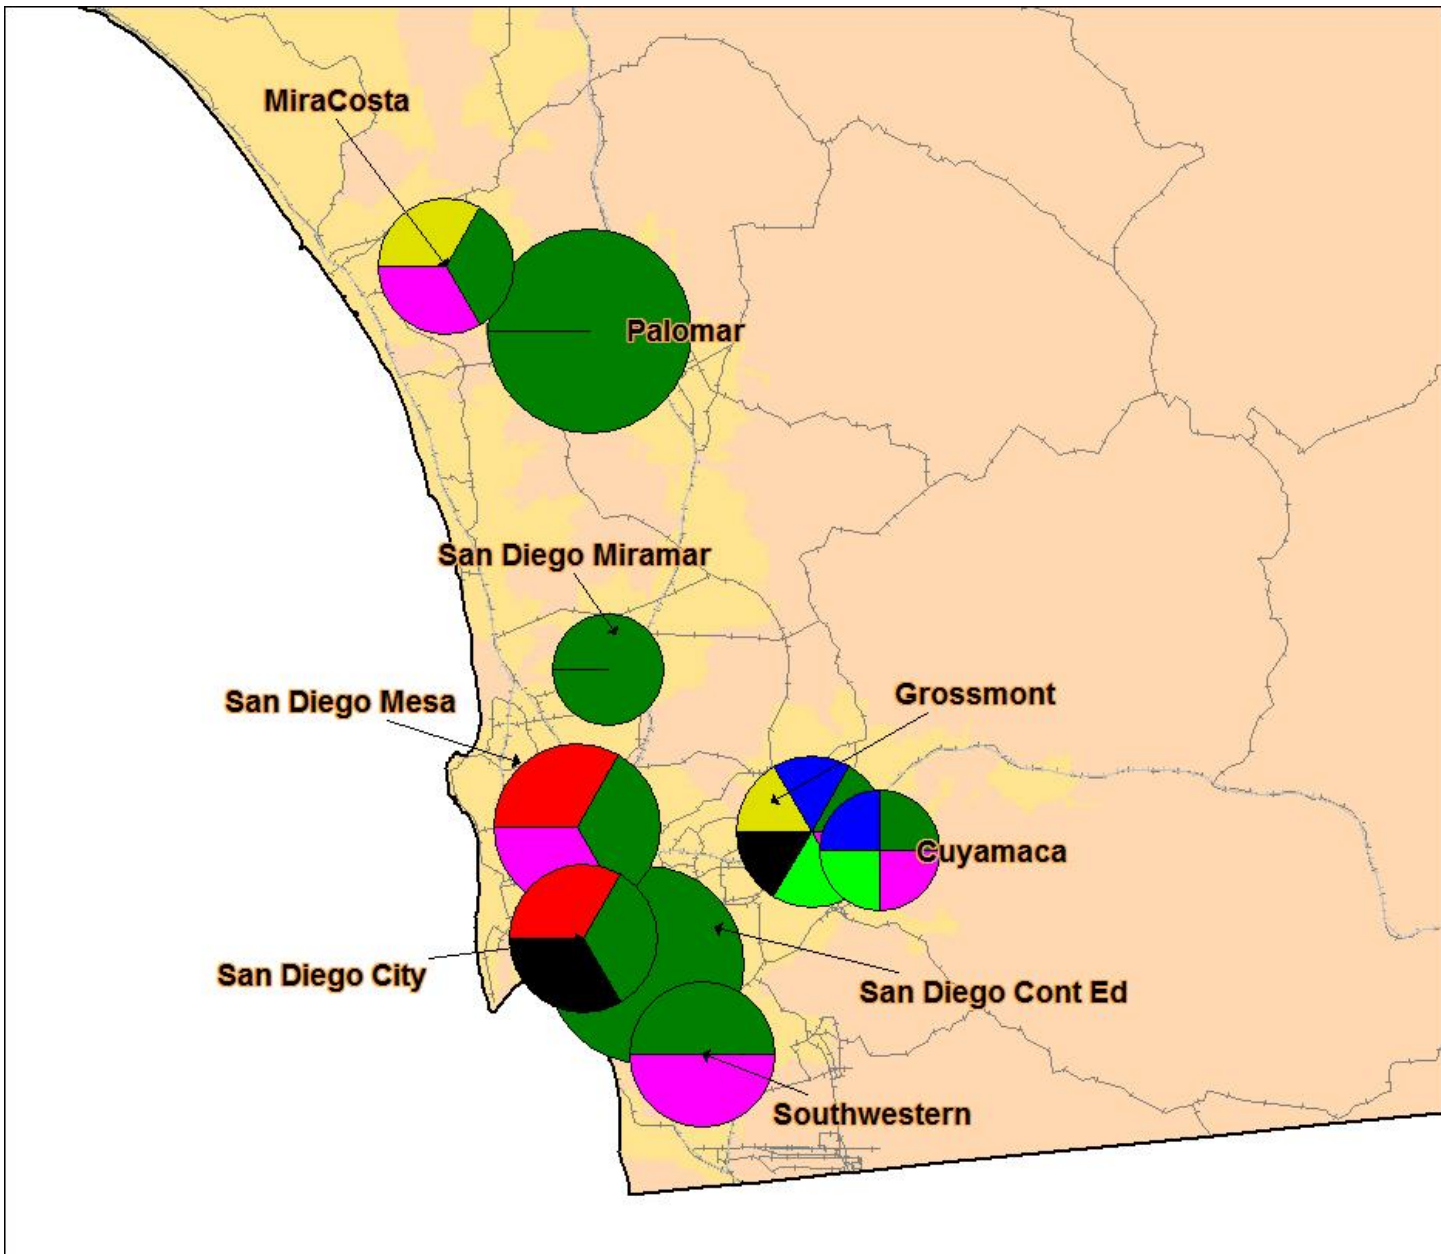 MiraCosta
Palomar
San Diego Miramar
Grossmont
San Diego Mesa
Cuyamaca
San Diego City
San Diego Cont Ed
Southwestern